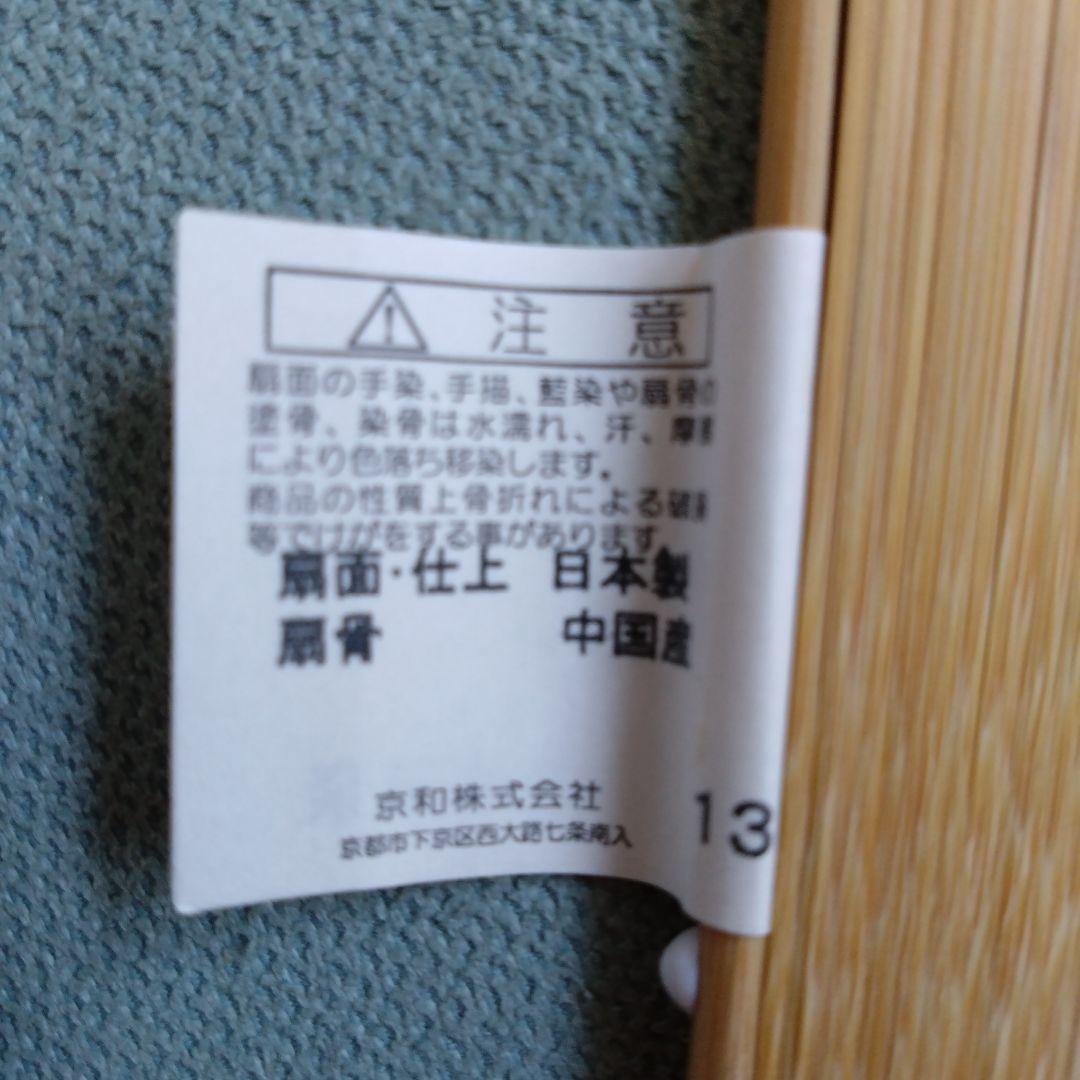 注意
扇面の手染、手描、藍染や扇骨の
塗骨、染骨は水濡れ、汗、摩擦
により色落ち移染します。
商品の性質上骨折れによる破損
等でけがをする事があります
扇面・仕上 日本製
扇骨 中国産
京和株式会社
京都市下京区西大路七条南入
13